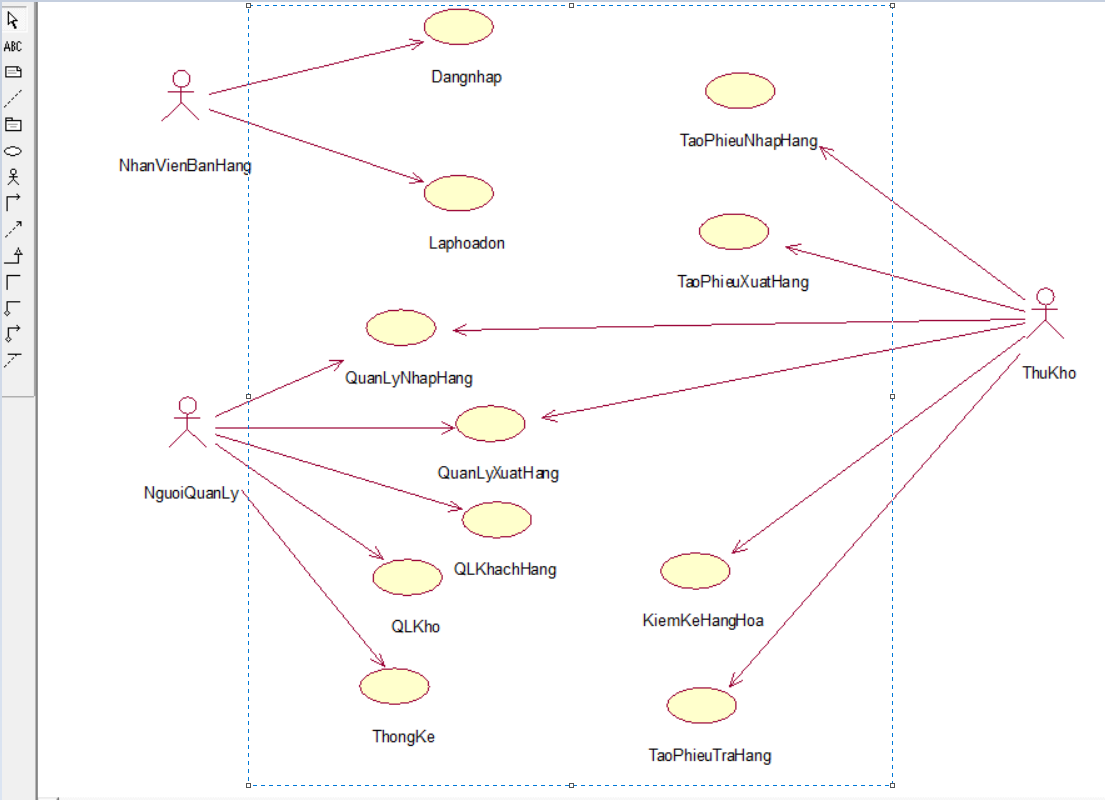 ABC
Dangnhap
TaoPhieuNhapHang
NhanVienBanHang
Laphoadon
TaoPhieuXuatHang
ThuKho
QuanLyNhapHang
QuanLyXuatHang
NguoiQuanLy
QLKhachHang
KiemKeHangHoa
QLKho
ThongKe
TaoPhieuTraHang